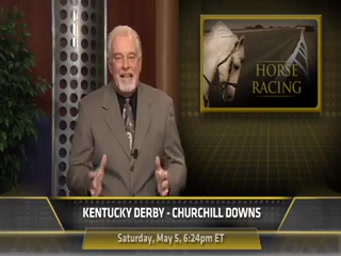 HORSE
RACING
KENTUCKY DERBY - CHURCHILL DOWNS
Saturday, May 5, 6:24pm ET